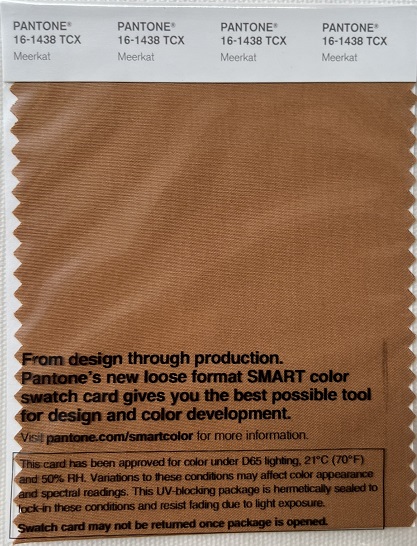 PANTONE® PANTONE® PANTONE® PANTONE®
16-1438 TCX 16-1438 TCX 16-1438 TCX 16-1438 TCX
Meerkat Meerkat Meerkat Meerkat
From design through production.
Pantone's new loose format SMART color
swatch card gives you the best possible tool
for design and color development.
Visit pantone.com/smartcolor for more information.
This card has been approved for color under D65 lighting, 21°C (70°F)
and 50% RH. Variations to these conditions may affect color appearance
and spectral readings. This UV-blocking package is hermetically sealed to
lock-in these conditions and resist fading due to light exposure.
Swatch card may not be returned once package is opened.